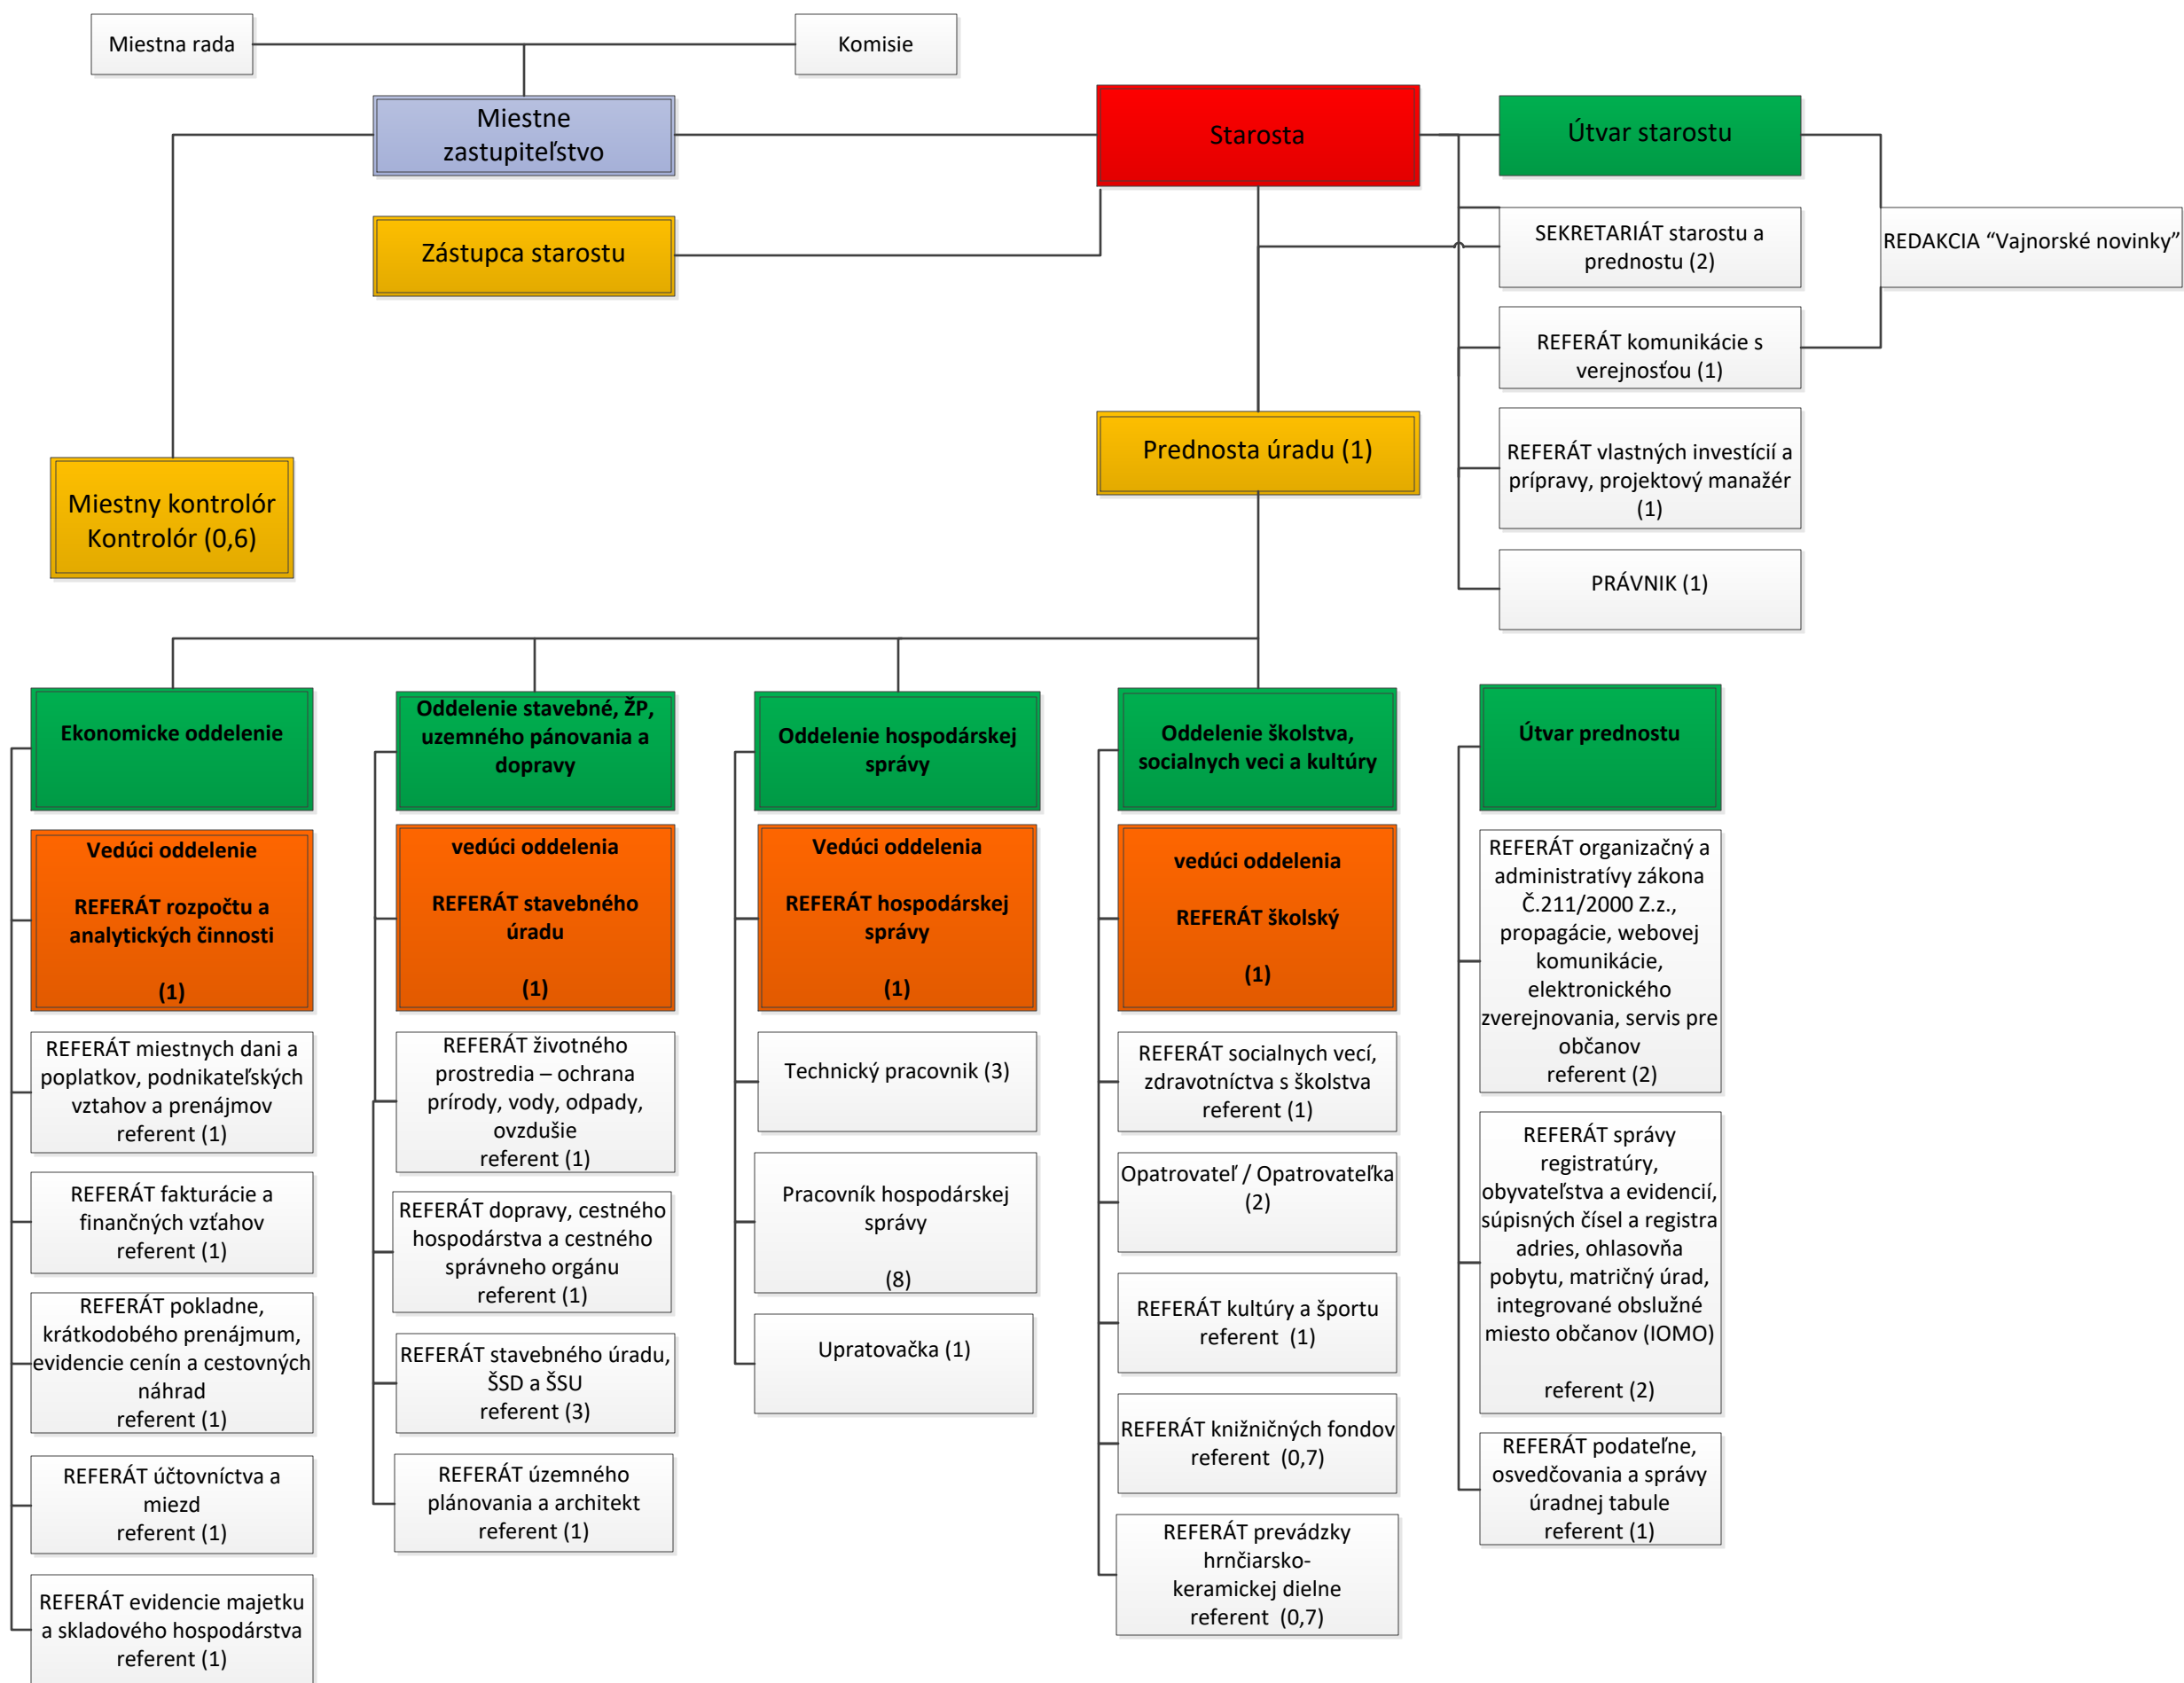 Miestna rada
Komisie
Miestne
zastupiteľstvo
Starosta
Útvar starostu
Zástupca starostu
SEKRETARIÁT starostu a
prednostu (2)
REDAKCIA “Vajnorské novinky”
REFERÁT komunikácie s
verejnosťou (1)
Prednosta úradu (1)
REFERÁT vlastných investícií a
prípravy, projektový manažér
(1)
Miestny kontrolór
Kontrolór (0,6)
PRÁVNIK (1)
Ekonomicke oddelenie
Vedúci oddelenie
REFERÁT rozpočtu a
analytických činnosti
(1)
REFERÁT miestnych dani a
poplatkov, podnikateľských
vztahov a prenájmov
referent (1)
REFERÁT fakturácie a
finančných vzťahov
referent (1)
REFERÁT pokladne,
krátkodobého prenájmum,
evidencie cenín a cestovných
náhrad
referent (1)
REFERÁT účtovníctva a
miezd
referent (1)
REFERÁT evidencie majetku
a skladového hospodárstva
referent (1)
Oddelenie stavebné, ŽP,
uzemného pánovania a
dopravy
vedúci oddelenia
REFERÁT stavebného
úradu
(1)
REFERÁT životného
prostredia – ochrana
prírody, vody, odpady,
ovzdušie
referent (1)
REFERÁT dopravy, cestného
hospodárstva a cestného
správneho orgánu
referent (1)
REFERÁT stavebného úradu,
ŠSD a ŠSU
referent (3)
REFERÁT územného
plánovania a architekt
referent (1)
Oddelenie hospodárskej
správy
Vedúci oddelenia
REFERÁT hospodárskej
správy
(1)
Technický pracovnik (3)
Pracovník hospodárskej
správy
(8)
Upratovačka (1)
Oddelenie školstva,
socialnych veci a kultúry
vedúci oddelenia
REFERÁT školský
(1)
REFERÁT socialnych vecí,
zdravotníctva s školstva
referent (1)
Opatrovateľ / Opatrovateľka
(2)
REFERÁT kultúry a športu
referent (1)
REFERÁT knižničných fondov
referent (0,7)
REFERÁT prevádzky
hrnčiarsko-
keramickej dielne
referent (0,7)
Útvar prednostu
REFERÁT organizačný a
administratívy zákona
Č.211/2000 Z.z.,
propagácie, webovej
komunikácie,
elektronického
zverejnovania, servis pre
občanov
referent (2)
REFERÁT správy
registratúry,
obyvateľstva a evidencií,
súpisných čísel a registra
adries, ohlasovňa
pobytu, matričný úrad,
integrované obslužné
miesto občanov (IOMO)
referent (2)
REFERÁT podateľne,
osvedčovania a správy
úradnej tabule
referent (1)